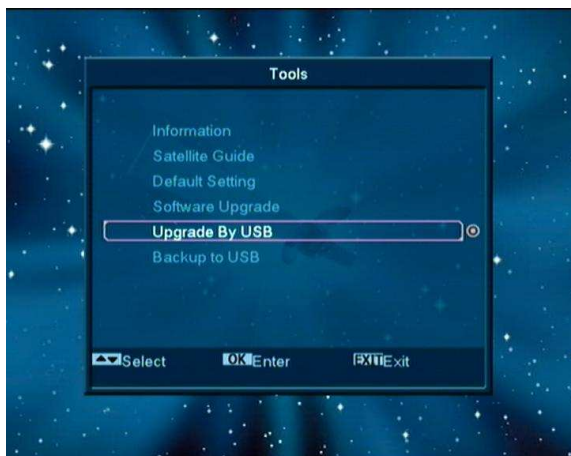 Tools
Information
Satellite Guide
Default Setting
Software Upgrade
Upgrade By USB
Backup to USB
Select OK Enter EXIT Exit